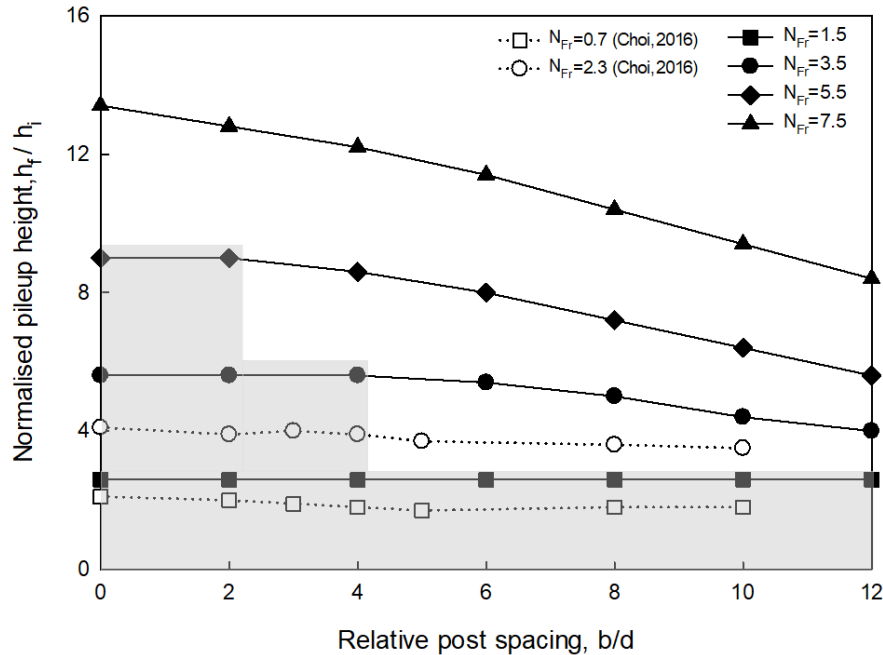 16
12
8
4
0
0 2 4 6 8 10 12
Normalised pileup height,h_f / h_i
Relative post spacing, b/d
N_Fr=0.7 (Choi,2016)
N_Fr=2.3 (Choi,2016)
N_Fr=1.5
N_Fr=3.5
N_Fr=5.5
N_Fr=7.5